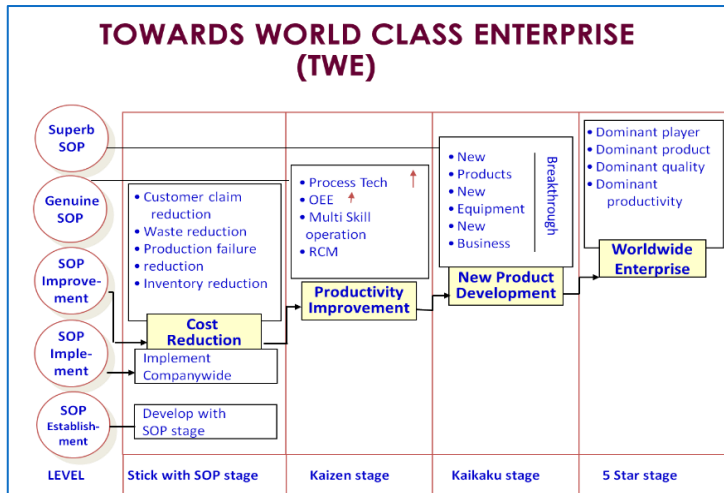 TOWARDS WORLD CLASS ENTERPRISE
(TWE)
Superb
SOP
Genuine
SOP
SOP
Improve-
ment
SOP
Imple-
ment
SOP
Establish-
ment
LEVEL
• Customer claim
reduction
• Waste reduction
• Production failure
• reduction
• Inventory reduction
Cost
Reduction
Implement
Companywide
Develop with
SOP stage
Stick with SOP stage
• Process Tech
• OEE
• Multi Skill
operation
• RCM
Productivity
Improvement
Kaizen stage
• New
• Products
• New
• Equipment
• New
• Business
Breakthrough
New Product
Development
Kaikaku stage
• Dominant player
• Dominant product
• Dominant quality
• Dominant
productivity
Worldwide
Enterprise
5 Star stage